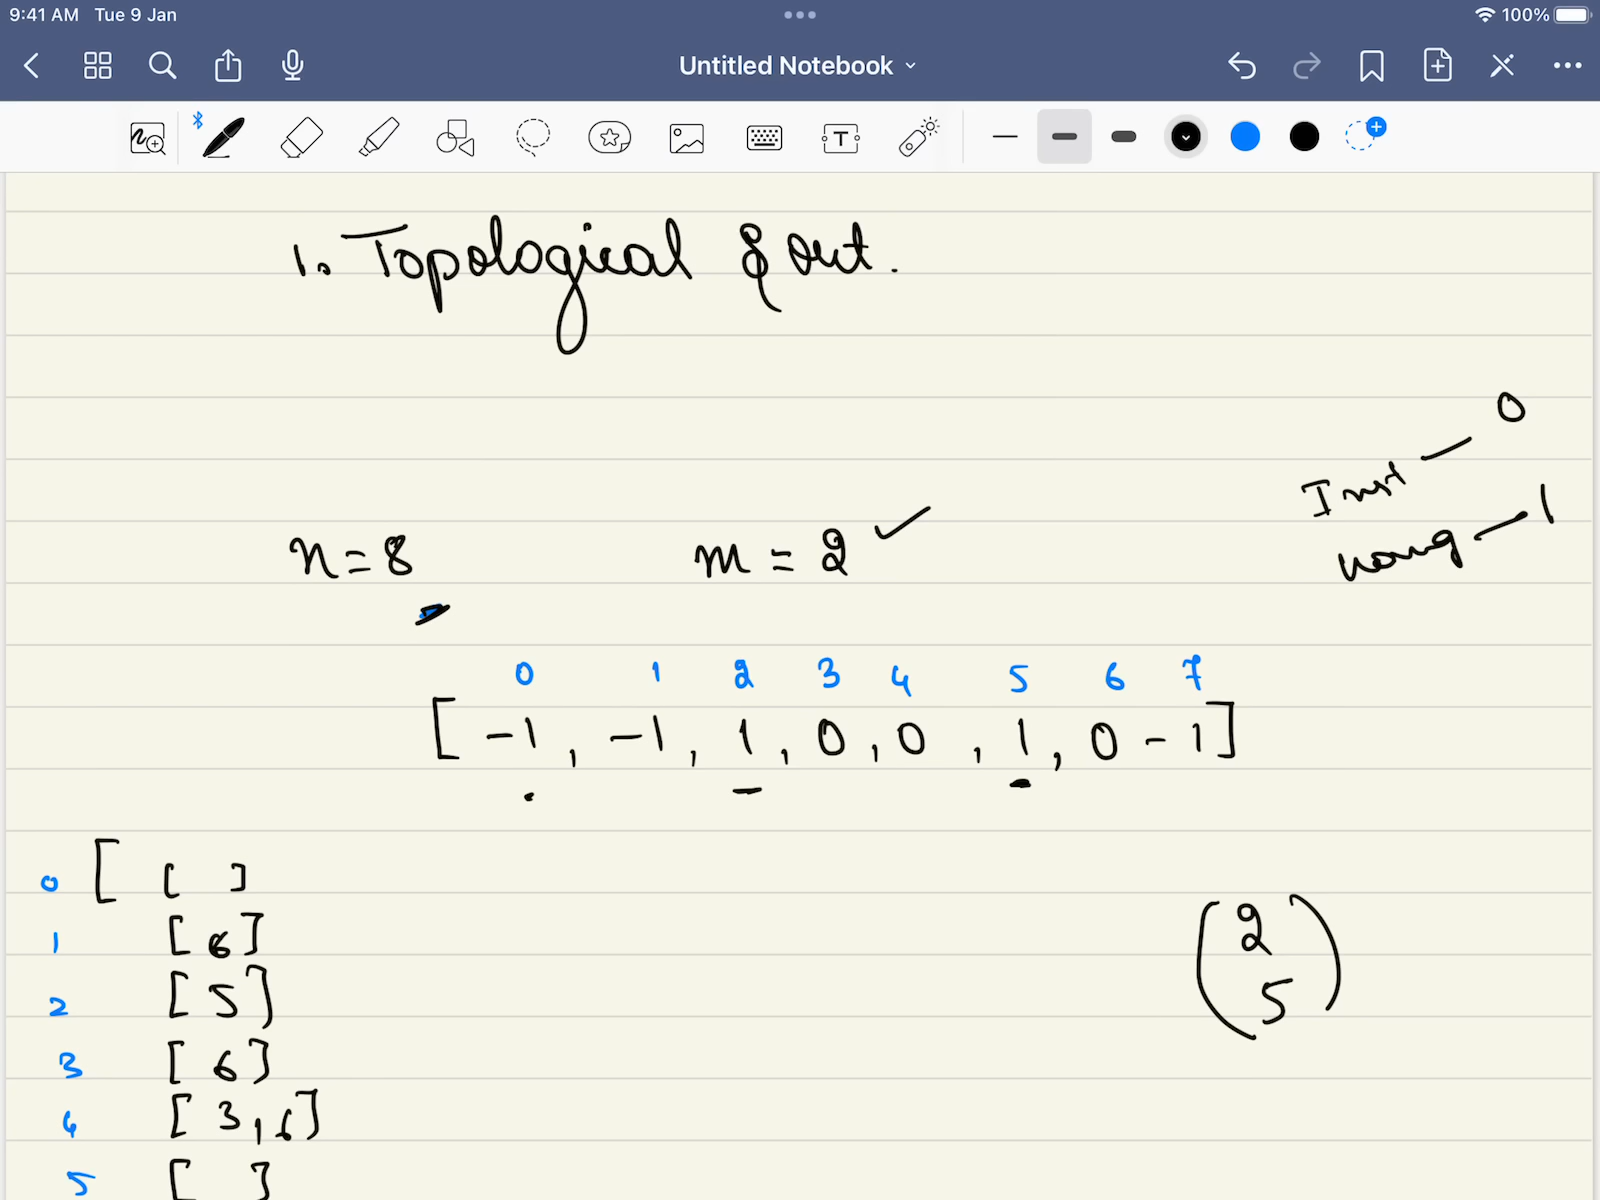 9:41 AM Tue 9 Jan
100%
Untitled Notebook
T
1. Topological Sort.
0
1
n=8
m = 2
0 1 2 3 4 5 6 7
[ -1, -1, 1, 0, 0, 1, 0 -1 ]
0 [ [ ]
1 [ 6 ]
2 [ 5 ]
3 [ 6 ]
4 [ 3, 6 ]
5 [ ]
2
5